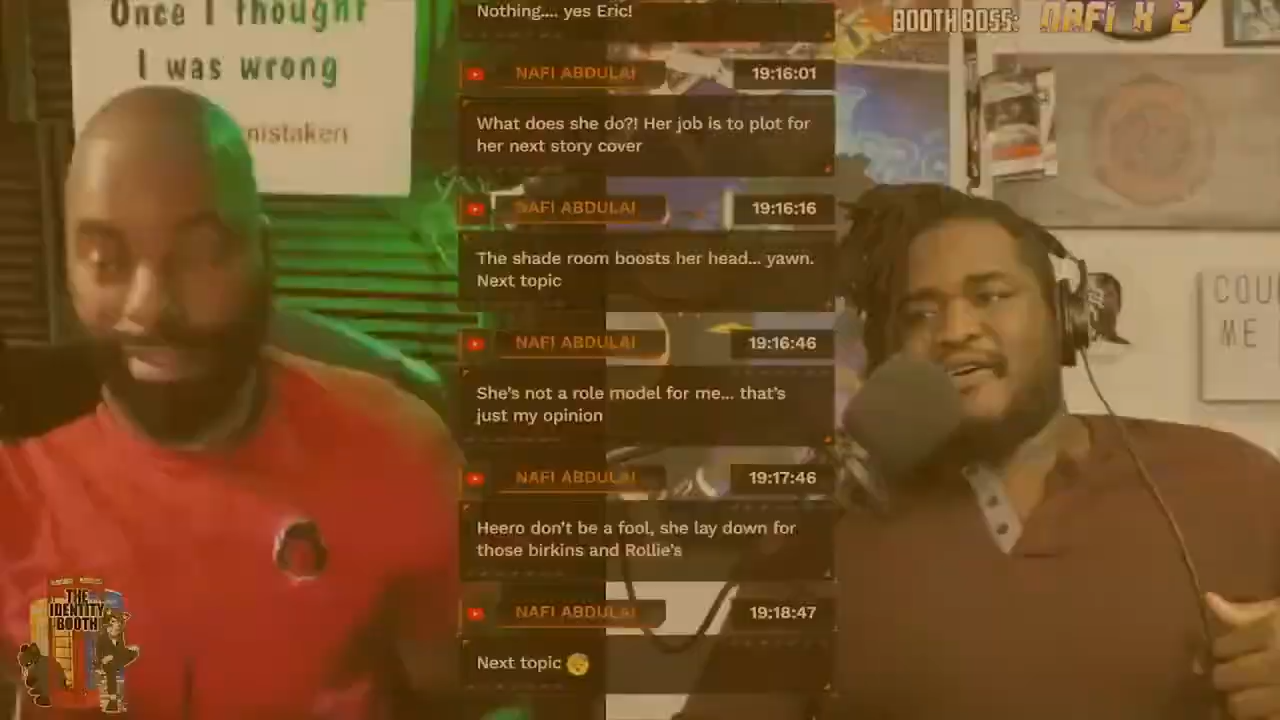 Once I thought
I was wrong
mistaken
BOOTH BOSS: NAFI X 2
Nothing.... yes Eric!
NAFI ABDULAI
19:16:01
What does she do?! Her job is to plot for
her next story cover
NAFI ABDULAI
19:16:16
The shade room boosts her head... yawn.
Next topic
NAFI ABDULAI
19:16:46
She's not a role model for me... that's
just my opinion
NAFI ABDULAI
19:17:46
Heero don't be a fool, she lay down for
those birkins and Rollie's
NAFI ABDULAI
19:18:47
Next topic 🤯
COU
ME
THE
IDENTITY
BOOTH